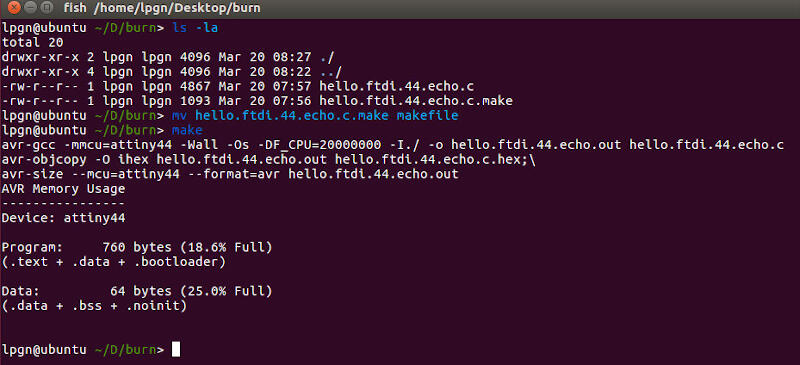 fish /home/lpgn/Desktop/burn
lpgn@ubuntu ~/D/burn> ls -la
total 20
drwxr-xr-x 2 lpgn lpgn 4096 Mar 20 08:27 ./
drwxr-xr-x 4 lpgn lpgn 4096 Mar 20 08:22 ../
-rw-r--r-- 1 lpgn lpgn 4867 Mar 20 07:57 hello.ftdi.44.echo.c
-rw-r--r-- 1 lpgn lpgn 1093 Mar 20 07:56 hello.ftdi.44.echo.c.make
lpgn@ubuntu ~/D/burn> mv hello.ftdi.44.echo.c.make makefile
lpgn@ubuntu ~/D/burn> make
avr-gcc -mmcu=attiny44 -Wall -Os -DF_CPU=20000000 -I./ -o hello.ftdi.44.echo.out hello.ftdi.44.echo.c
avr-objcopy -O ihex hello.ftdi.44.echo.out hello.ftdi.44.echo.c.hex;\
avr-size --mcu=attiny44 --format=avr hello.ftdi.44.echo.out
AVR Memory Usage
----------------
Device: attiny44
Program:     760 bytes (18.6% Full)
(.text + .data + .bootloader)
Data:         64 bytes (25.0% Full)
(.data + .bss + .noinit)
lpgn@ubuntu ~/D/burn>